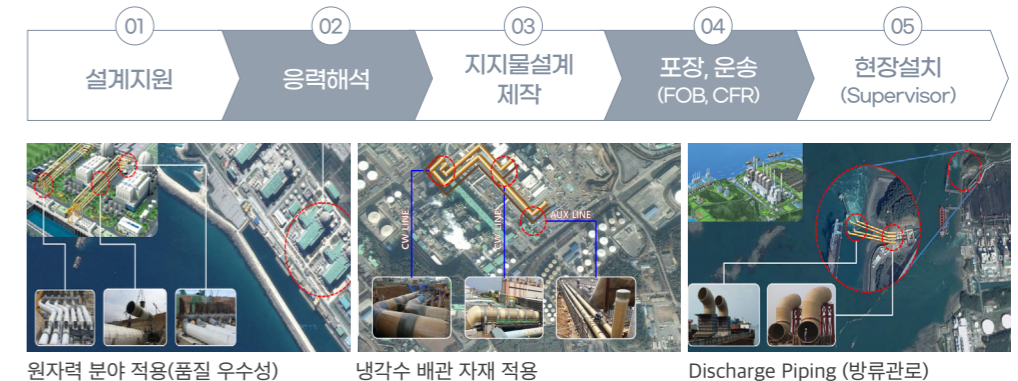 01
설계지원
02
응력해석
03
지지물설계
제작
04
포장, 운송
(FOB, CFR)
05
현장설치
(Supervisor)
CW LINE
CW LINE
AUX LINE
원자력 분야 적용(품질 우수성)
냉각수 배관 자재 적용
Discharge Piping (방류관로)